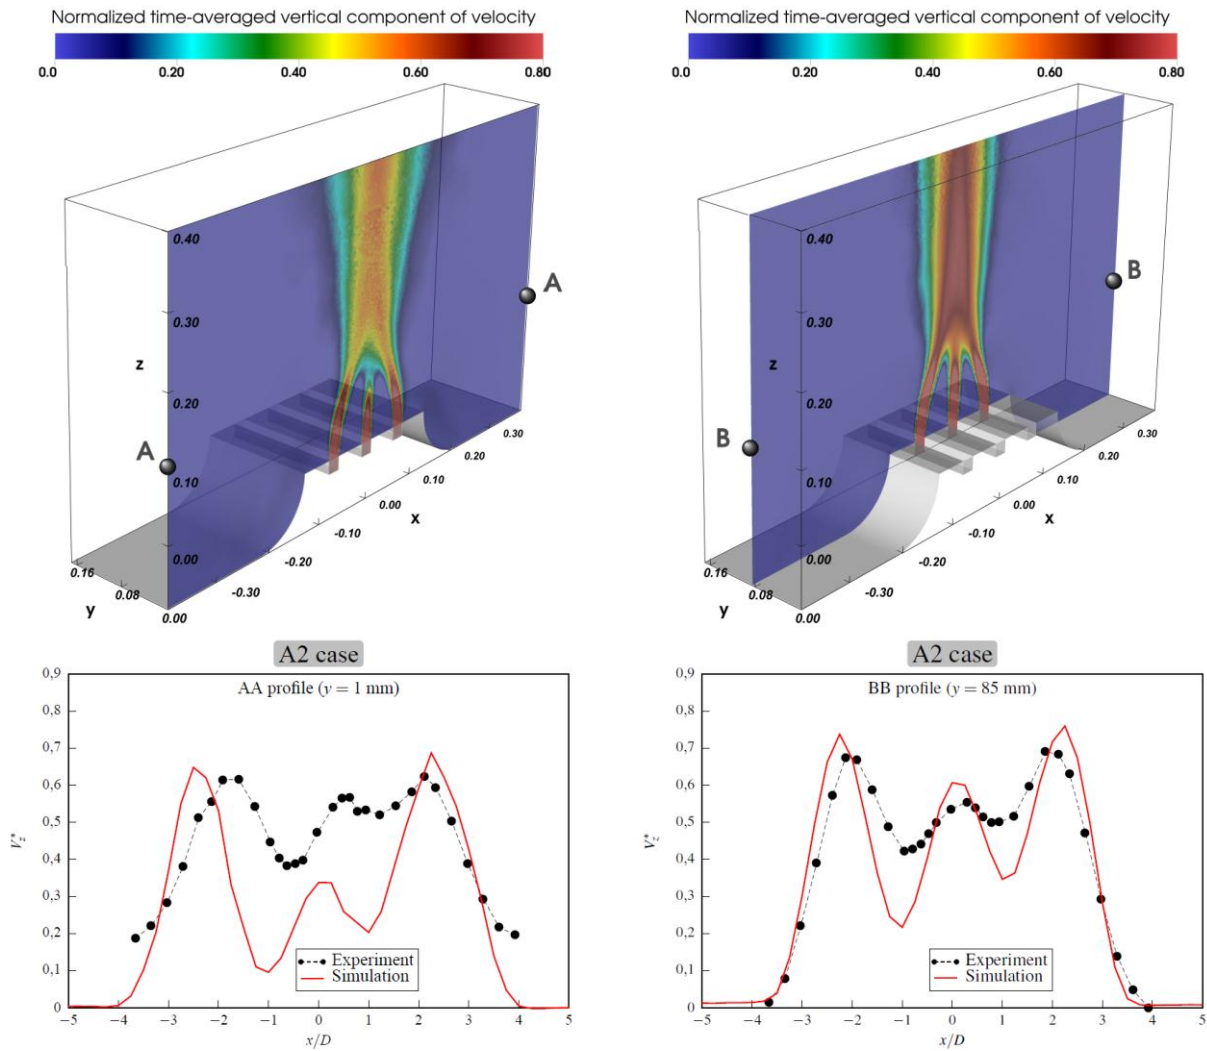 Normalized time-averaged vertical component of velocity
0.0 0.20 0.40 0.60 0.80
A
0.40
0.30
z
0.20
A
0.10
0.00
0.30
0.20
0.10
0.00
x
-0.10
-0.20
-0.30
0.16
0.08
y
0.00
Normalized time-averaged vertical component of velocity
0.0 0.20 0.40 0.60 0.80
B
0.40
0.30
z
0.20
B
0.10
0.00
0.30
0.20
0.10
0.00
x
-0.10
-0.20
-0.30
0.16
0.08
y
0.00
A2 case
AA profile (y = 1 mm)
0,9
0,8
0,7
0,6
0,5
V*z
0,4
0,3
0,2
0,1
0
Experiment
Simulation
−5 −4 −3 −2 −1 0 1 2 3 4 5
x/D
A2 case
BB profile (y = 85 mm)
0,9
0,8
0,7
0,6
0,5
V*z
0,4
0,3
0,2
0,1
0
Experiment
Simulation
−5 −4 −3 −2 −1 0 1 2 3 4 5
x/D